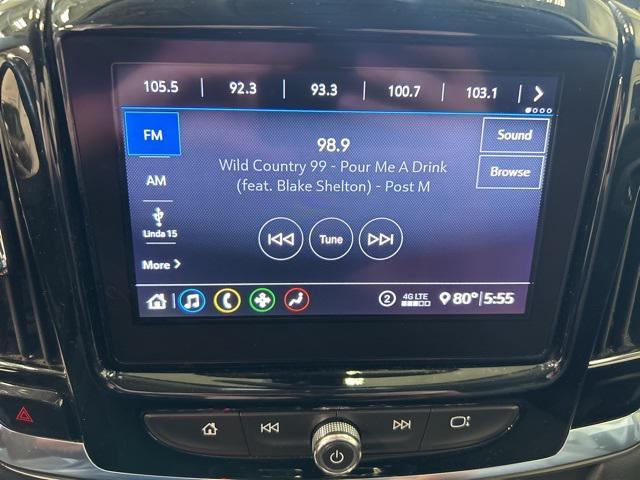 105.5 92.3 93.3 100.7 103.1
FM
98.9
Sound
Wild Country 99 - Pour Me A Drink
(feat. Blake Shelton) - Post M
Browse
AM
Linda 15
Tune
More
2 4G LTE 80° 5:55